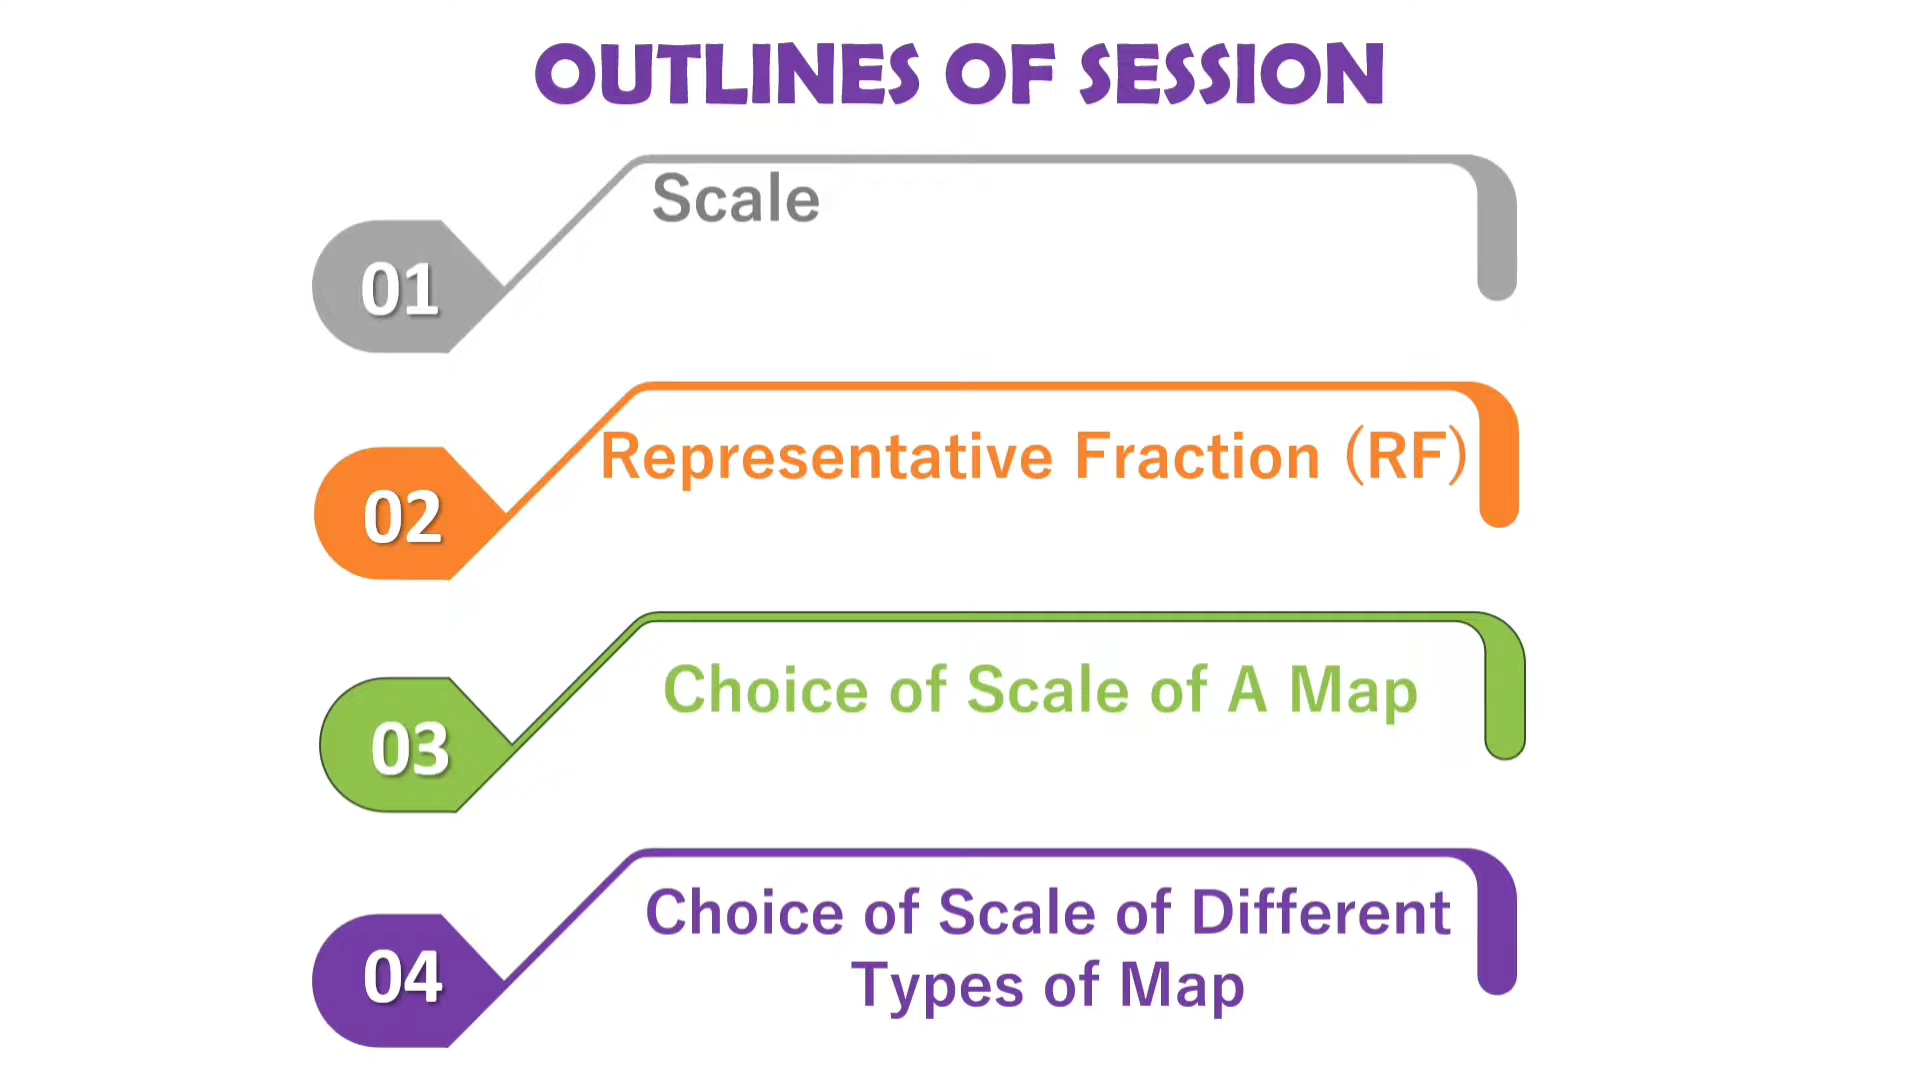 OUTLINES OF SESSION
01
Scale
02
Representative Fraction (RF)
03
Choice of Scale of A Map
04
Choice of Scale of Different
Types of Map